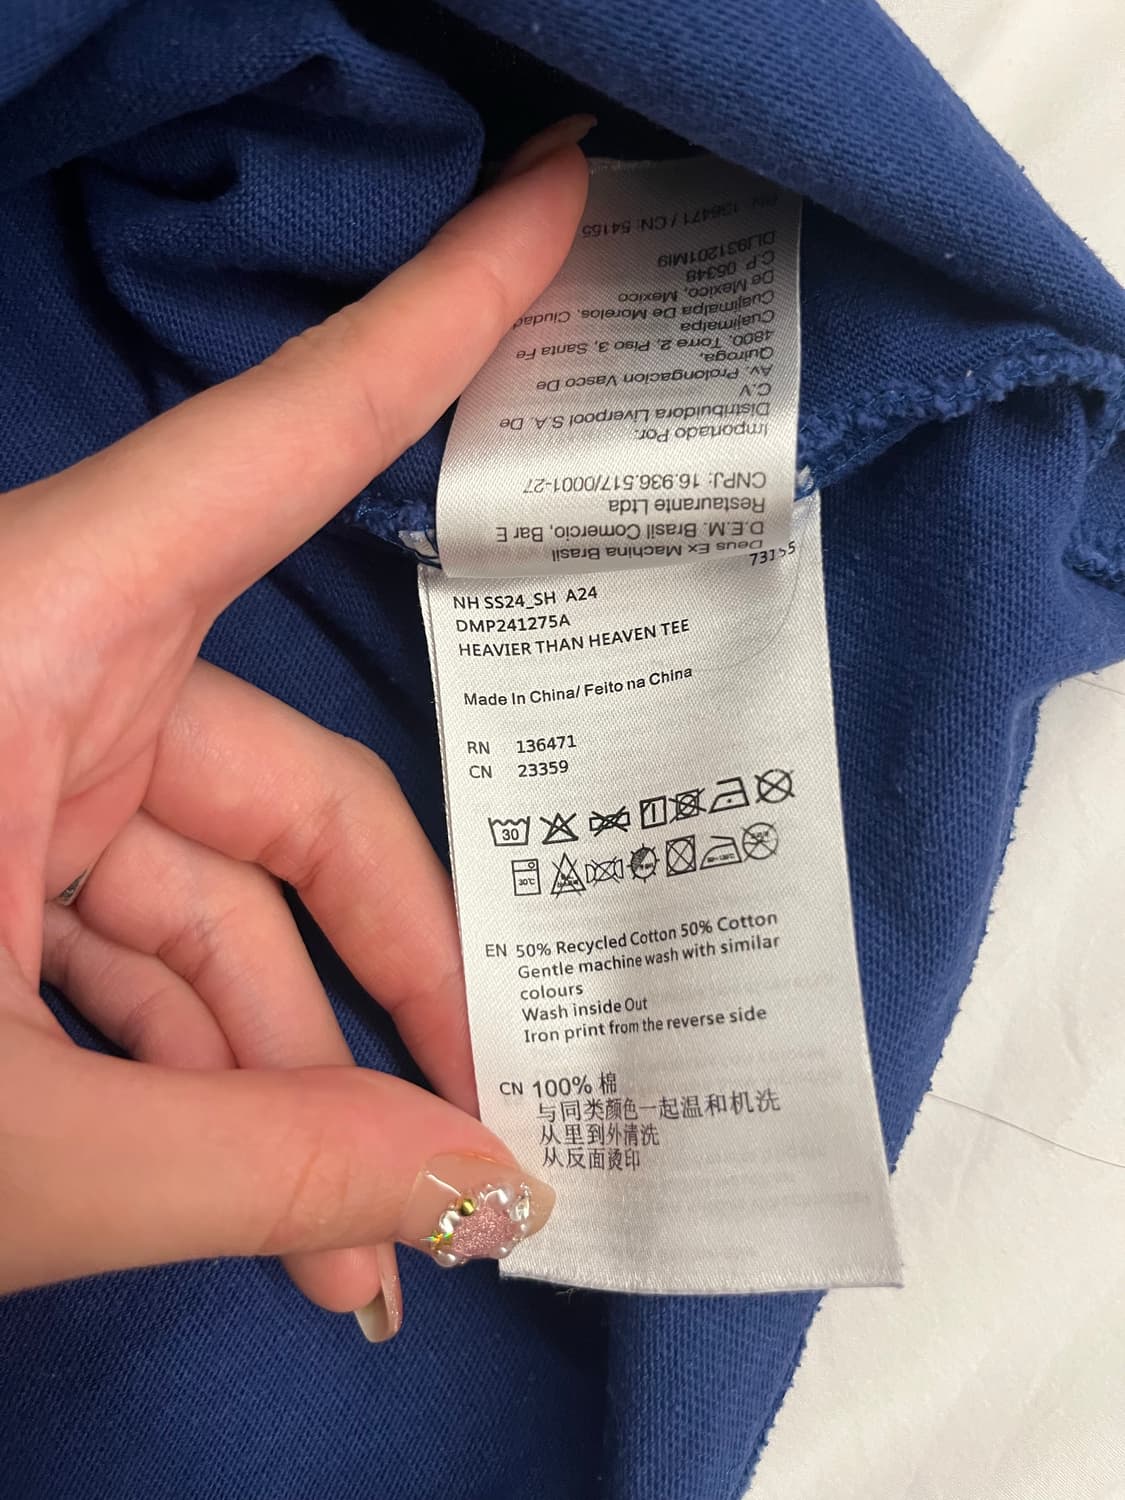 Deus Ex Machina Brasil
D.E.M. Brasil Comercio, Bar E
Restaurante Ltda
CNPJ: 16.936.517/0001-27
Importado Por:
Distribuidora Liverpool S.A. De
C.V
Av. Prolongacion Vasco De
Quiroga,
4800, Torre 2, Piso 3, Santa Fe
Cuajimalpa
Cuajimalpa De Morelos, Ciudad
De Mexico, Mexico
C.P. 05348
DLI931201MI9
136471 / CN: 54155
NH SS24_SH A24
DMP241275A
HEAVIER THAN HEAVEN TEE
Made In China/ Feito na China
RN 136471
CN 23359
30
30℃
EN 50% Recycled Cotton 50% Cotton
Gentle machine wash with similar
colours
Wash inside Out
Iron print from the reverse side
CN 100% 棉
与同类颜色一起温和机洗
从里到外清洗
从反面烫印